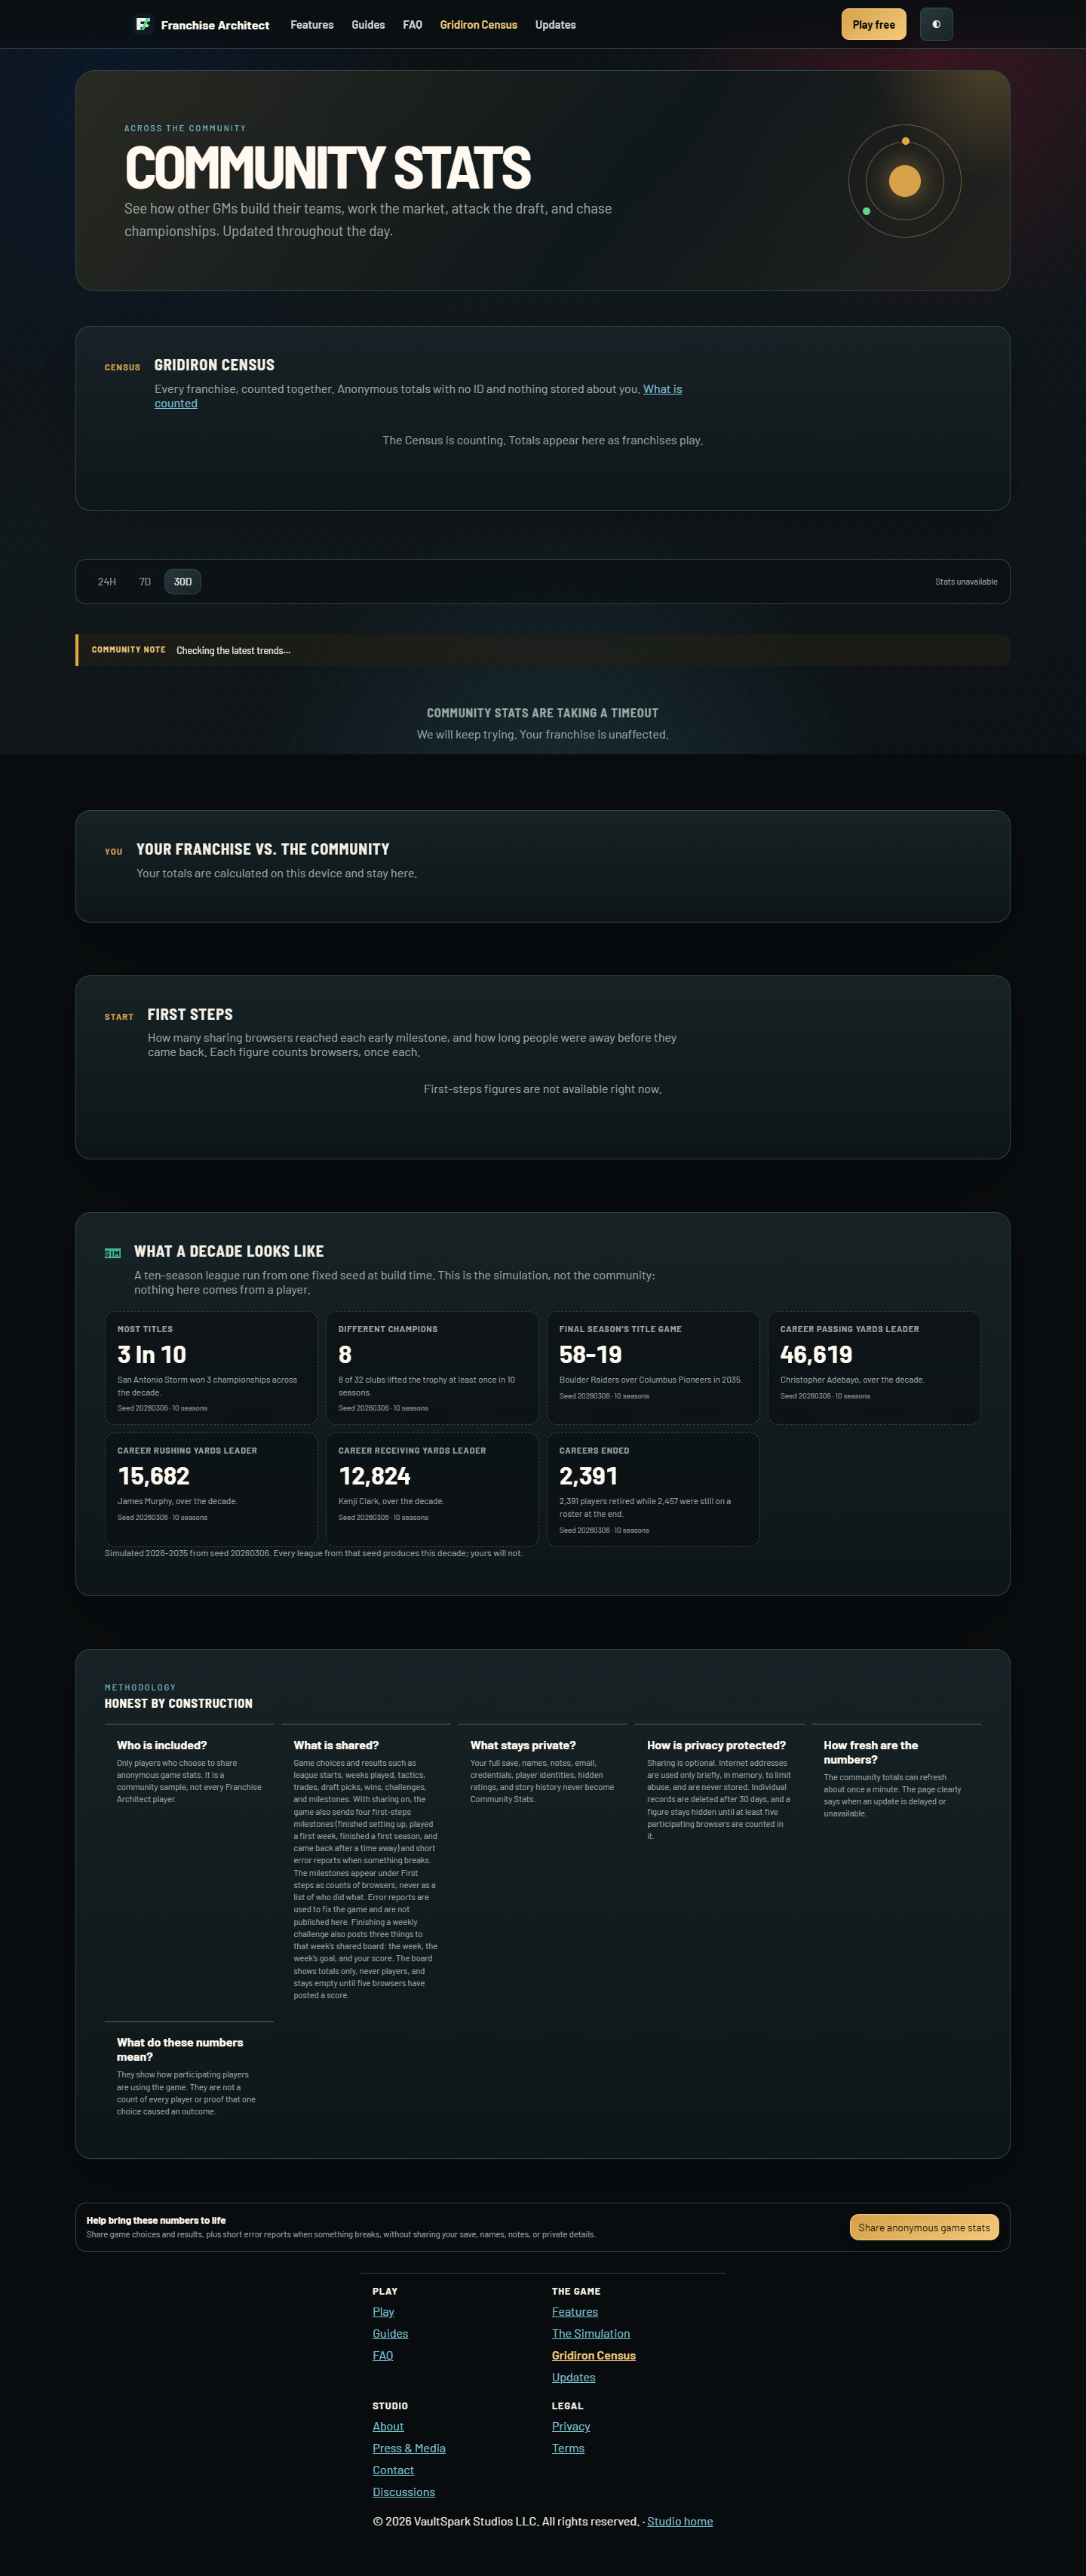 Franchise Architect
Features
Guides
FAQ
Gridiron Census
Updates
Play free
ACROSS THE COMMUNITY
COMMUNITY STATS
See how other GMs build their teams, work the market, attack the draft, and chase
championships. Updated throughout the day.
CENSUS
GRIDIRON CENSUS
Every franchise, counted together. Anonymous totals with no ID and nothing stored about you. What is
counted
The Census is counting. Totals appear here as franchises play.
24H
7D
30D
Stats unavailable
COMMUNITY NOTE
Checking the latest trends...
COMMUNITY STATS ARE TAKING A TIMEOUT
We will keep trying. Your franchise is unaffected.
YOU
YOUR FRANCHISE VS. THE COMMUNITY
Your totals are calculated on this device and stay here.
START
FIRST STEPS
How many sharing browsers reached each early milestone, and how long people were away before they
came back. Each figure counts browsers, once each.
First-steps figures are not available right now.
SIM
WHAT A DECADE LOOKS LIKE
A ten-season league run from one fixed seed at build time. This is the simulation, not the community:
nothing here comes from a player.
MOST TITLES
3 in 10
San Antonio Storm won 3 championships across
the decade.
Seed 20260306 · 10 seasons
DIFFERENT CHAMPIONS
8
8 of 32 clubs lifted the trophy at least once in 10
seasons.
Seed 20260306 · 10 seasons
FINAL SEASON'S TITLE GAME
58-19
Boulder Raiders over Columbus Pioneers in 2035.
Seed 20260306 · 10 seasons
CAREER PASSING YARDS LEADER
46,619
Christopher Adebayo, over the decade.
Seed 20260306 · 10 seasons
CAREER RUSHING YARDS LEADER
15,682
James Murphy, over the decade.
Seed 20260306 · 10 seasons
CAREER RECEIVING YARDS LEADER
12,824
Kenji Clark, over the decade.
Seed 20260306 · 10 seasons
CAREERS ENDED
2,391
2,391 players retired while 2,457 were still on a
roster at the end.
Seed 20260306 · 10 seasons
Simulated 2026–2035 from seed 20260306. Every league from that seed produces this decade; yours will not.
METHODOLOGY
HONEST BY CONSTRUCTION
Who is included?
Only players who choose to share
anonymous game stats. It is a
community sample, not every Franchise
Architect player.
What is shared?
Game choices and results such as
league starts, weeks played, tactics,
trades, draft picks, wins, challenges,
and milestones. With sharing on, the
game also sends four first-steps
milestones (finished setting up, played
a first week, finished a first season, and
came back after a time away) and short
error reports when something breaks.
The milestones appear under First
steps as counts of browsers, never as a
list of who did what. Error reports are
used to fix the game and are not
published here. Finishing a weekly
challenge also posts three things to
that week's shared board: the week, the
week's goal, and your score. The board
shows totals only, never players, and
stays empty until five browsers have
posted a score.
What stays private?
Your full save, names, notes, email,
credentials, player identities, hidden
ratings, and story history never become
Community Stats.
How is privacy protected?
Sharing is optional. Internet addresses
are used only briefly, in memory, to limit
abuse, and are never stored. Individual
records are deleted after 30 days, and a
figure stays hidden until at least five
participating browsers are counted in
it.
How fresh are the
numbers?
The community totals can refresh
about once a minute. The page clearly
says when an update is delayed or
unavailable.
What do these numbers
mean?
They show how participating players
are using the game. They are not a
count of every player or proof that one
choice caused an outcome.
Help bring these numbers to life
Share game choices and results, plus short error reports when something breaks, without sharing your save, names, notes, or private details.
Share anonymous game stats
PLAY
Play
Guides
FAQ
THE GAME
Features
The Simulation
Gridiron Census
Updates
STUDIO
About
Press & Media
Contact
Discussions
LEGAL
Privacy
Terms
© 2026 VaultSpark Studios LLC. All rights reserved. · Studio home